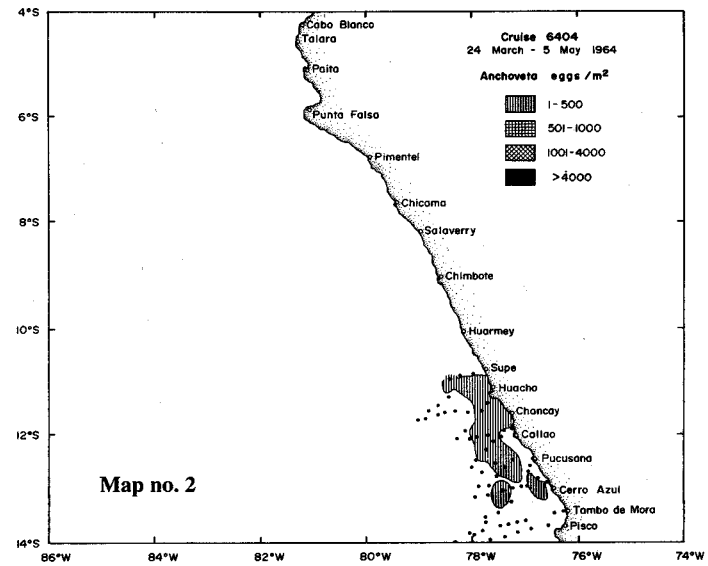 4°S
Cabo Blanco
Talara
Cruise 6404
24 March - 5 May 1964
Paita
Anchoveta eggs /m²
1-500
6°S
Punta Falsa
501-1000
1001-4000
Pimentel
>4000
Chicama
8°S
Salaverry
Chimbote
10°S
Huarmey
Supe
Huacho
Chancay
12°S
Callao
Pucusana
Map no. 2
Cerro Azul
Tambo de Mora
Pisco
14°S
86°W
84°W
82°W
80°W
78°W
76°W
74°W